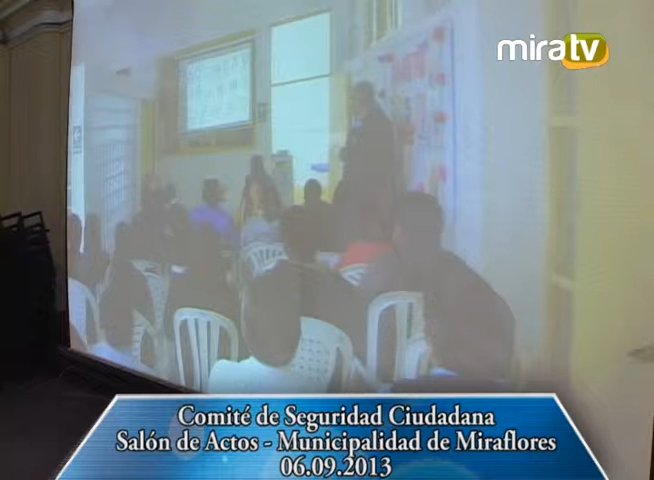 miratv
Comité de Seguridad Ciudadana
Salón de Actos - Municipalidad de Miraflores
06.09.2013